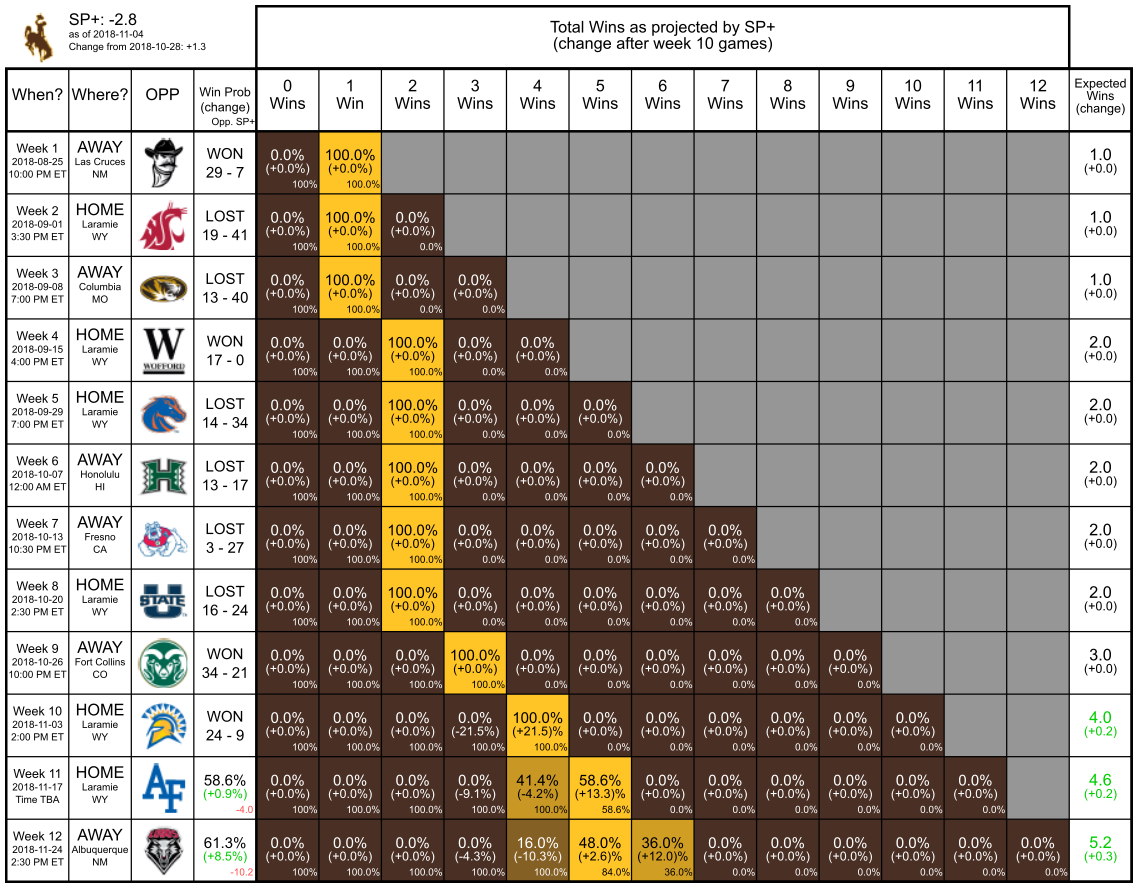 SP+: -2.8
as of 2018-11-04
Change from 2018-10-28: +1.3
Total Wins as projected by SP+
(change after week 10 games)
When? Where? OPP Win Prob (change) Opp. SP+ 0 Wins 1 Win 2 Wins 3 Wins 4 Wins 5 Wins 6 Wins 7 Wins 8 Wins 9 Wins 10 Wins 11 Wins 12 Wins Expected Wins (change)
Week 1 AWAY WON 0.0% 100.0% 1.0
2018-08-25 Las Cruces 29 - 7 (+0.0%) (+0.0%) (+0.0)
10:00 PM ET NM 100% 100.0%
Week 2 HOME LOST 0.0% 100.0% 0.0% 1.0
2018-09-01 Laramie 19 - 41 (+0.0%) (+0.0%) (+0.0%) (+0.0)
3:30 PM ET WY 100% 100.0% 0.0%
Week 3 AWAY LOST 0.0% 100.0% 0.0% 0.0% 1.0
2018-09-08 Columbia 13 - 40 (+0.0%) (+0.0%) (+0.0%) (+0.0%) (+0.0)
7:00 PM ET MO 100% 100.0% 0.0% 0.0%
Week 4 HOME W WON 0.0% 0.0% 100.0% 0.0% 0.0% 2.0
2018-09-15 Laramie 17 - 0 (+0.0%) (+0.0%) (+0.0%) (+0.0%) (+0.0%) (+0.0)
4:00 PM ET WY WOFFORD 100% 100.0% 100.0% 0.0% 0.0%
Week 5 HOME LOST 0.0% 0.0% 100.0% 0.0% 0.0% 0.0% 2.0
2018-09-29 Laramie 14 - 34 (+0.0%) (+0.0%) (+0.0%) (+0.0%) (+0.0%) (+0.0%) (+0.0)
7:00 PM ET WY 100% 100.0% 100.0% 0.0% 0.0% 0.0%
Week 6 AWAY H LOST 0.0% 0.0% 100.0% 0.0% 0.0% 0.0% 0.0% 2.0
2018-10-07 Honolulu 13 - 17 (+0.0%) (+0.0%) (+0.0%) (+0.0%) (+0.0%) (+0.0%) (+0.0%) (+0.0)
12:00 AM ET HI 100% 100.0% 100.0% 0.0% 0.0% 0.0% 0.0%
Week 7 AWAY LOST 0.0% 0.0% 100.0% 0.0% 0.0% 0.0% 0.0% 0.0% 2.0
2018-10-13 Fresno 3 - 27 (+0.0%) (+0.0%) (+0.0%) (+0.0%) (+0.0%) (+0.0%) (+0.0%) (+0.0%) (+0.0)
10:30 PM ET CA 100% 100.0% 100.0% 0.0% 0.0% 0.0% 0.0% 0.0%
Week 8 HOME U LOST 0.0% 0.0% 100.0% 0.0% 0.0% 0.0% 0.0% 0.0% 0.0% 2.0
2018-10-20 Laramie STATE 16 - 24 (+0.0%) (+0.0%) (+0.0%) (+0.0%) (+0.0%) (+0.0%) (+0.0%) (+0.0%) (+0.0%) (+0.0)
2:30 PM ET WY 100% 100.0% 100.0% 0.0% 0.0% 0.0% 0.0% 0.0% 0.0%
Week 9 AWAY WON 0.0% 0.0% 0.0% 100.0% 0.0% 0.0% 0.0% 0.0% 0.0% 0.0% 3.0
2018-10-26 Fort Collins 34 - 21 (+0.0%) (+0.0%) (+0.0%) (+0.0%) (+0.0%) (+0.0%) (+0.0%) (+0.0%) (+0.0%) (+0.0%) (+0.0)
10:00 PM ET CO 100% 100.0% 100.0% 100.0% 0.0% 0.0% 0.0% 0.0% 0.0% 0.0%
Week 10 HOME WON 0.0% 0.0% 0.0% 0.0% 100.0% 0.0% 0.0% 0.0% 0.0% 0.0% 0.0% 4.0
2018-11-03 Laramie 24 - 9 (+0.0%) (+0.0%) (+0.0%) (-21.5%) (+21.5)% (+0.0%) (+0.0%) (+0.0%) (+0.0%) (+0.0%) (+0.0%) (+0.2)
2:00 PM ET WY 100% 100.0% 100.0% 100.0% 100.0% 0.0% 0.0% 0.0% 0.0% 0.0% 0.0%
Week 11 HOME AF 58.6% 0.0% 0.0% 0.0% 0.0% 41.4% 58.6% 0.0% 0.0% 0.0% 0.0% 0.0% 0.0% 4.6
2018-11-17 Laramie (+0.9%) (+0.0%) (+0.0%) (+0.0%) (-9.1%) (-4.2%) (+13.3)% (+0.0%) (+0.0%) (+0.0%) (+0.0%) (+0.0%) (+0.0%) (+0.2)
Time TBA WY -4.0 100% 100.0% 100.0% 100.0% 100.0% 58.6% 0.0% 0.0% 0.0% 0.0% 0.0% 0.0%
Week 12 AWAY 61.3% 0.0% 0.0% 0.0% 0.0% 16.0% 48.0% 36.0% 0.0% 0.0% 0.0% 0.0% 0.0% 0.0% 5.2
2018-11-24 Albuquerque (+8.5%) (+0.0%) (+0.0%) (+0.0%) (-4.3%) (-10.3%) (+2.6)% (+12.0)% (+0.0%) (+0.0%) (+0.0%) (+0.0%) (+0.0%) (+0.0%) (+0.3)
2:30 PM ET NM -10.2 100% 100.0% 100.0% 100.0% 100.0% 84.0% 36.0% 0.0% 0.0% 0.0% 0.0% 0.0% 0.0%